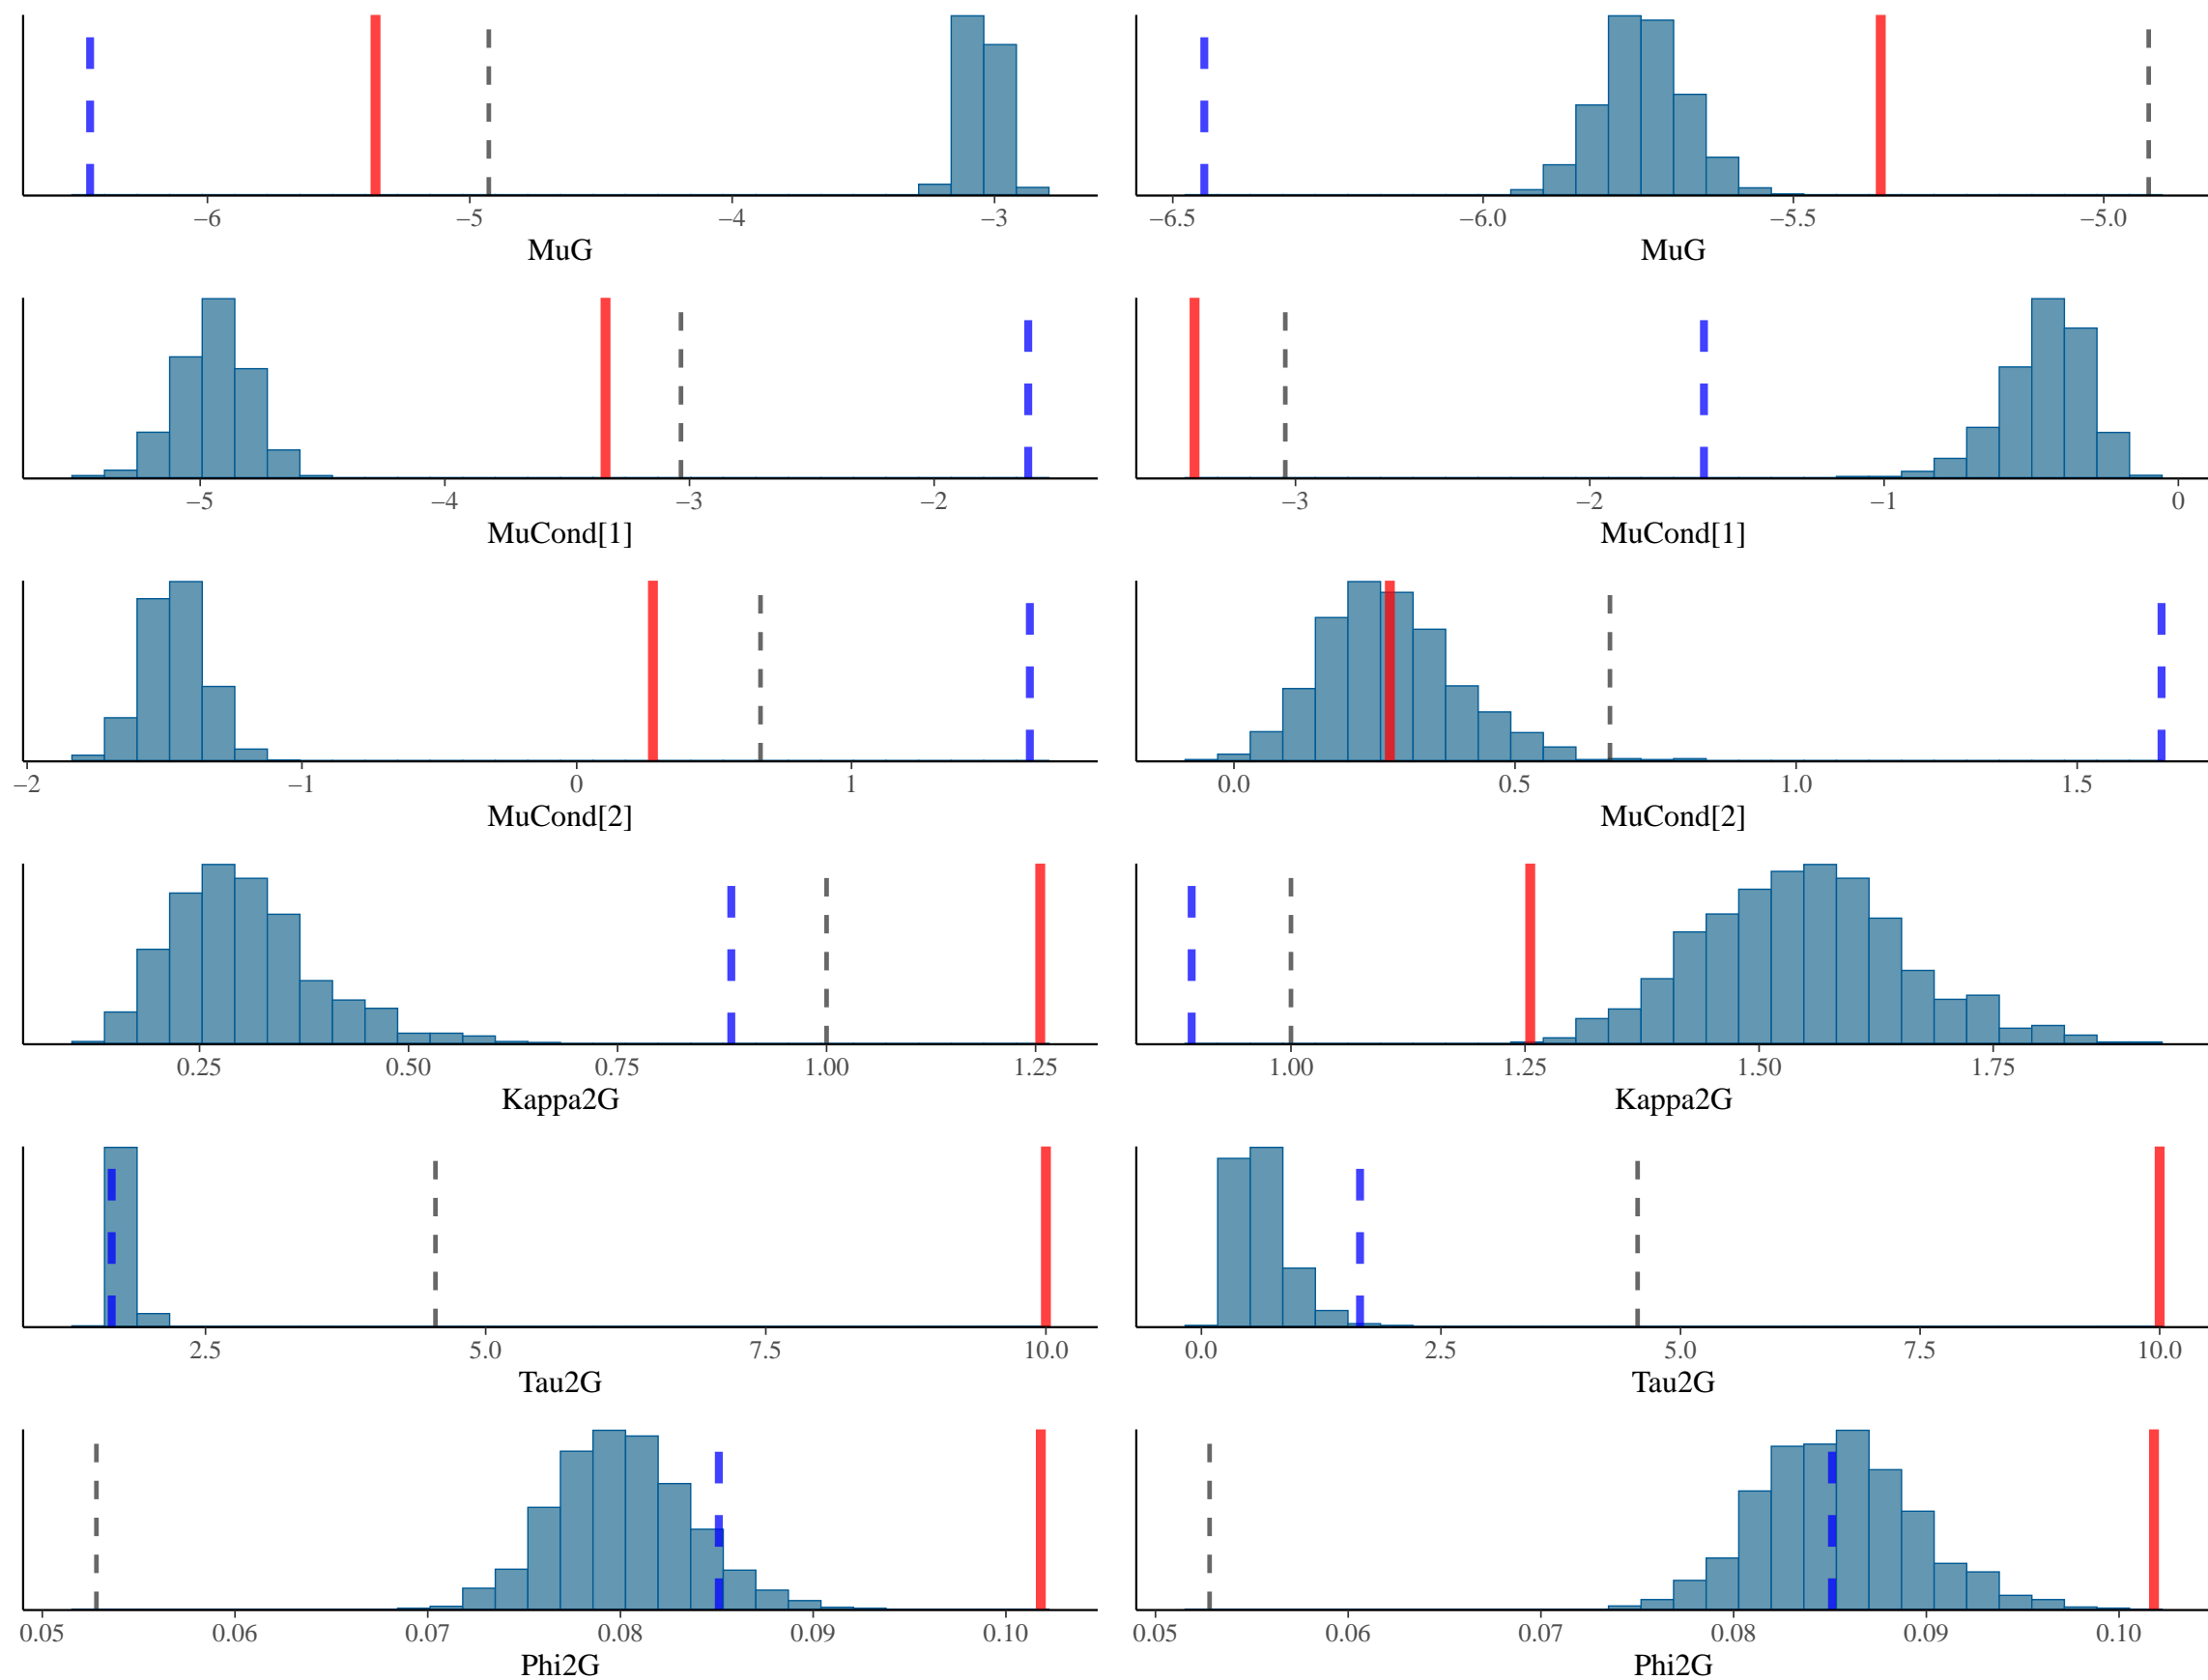 −6 −5 −4 −3
MuG
−6.5 −6.0 −5.5 −5.0
MuG
−5 −4 −3 −2
MuCond[1]
−3 −2 −1 0
MuCond[1]
−2 −1 0 1
MuCond[2]
0.0 0.5 1.0 1.5
MuCond[2]
0.25 0.50 0.75 1.00 1.25
Kappa2G
1.00 1.25 1.50 1.75
Kappa2G
2.5 5.0 7.5 10.0
Tau2G
0.0 2.5 5.0 7.5 10.0
Tau2G
0.05 0.06 0.07 0.08 0.09 0.10
Phi2G
0.05 0.06 0.07 0.08 0.09 0.10
Phi2G